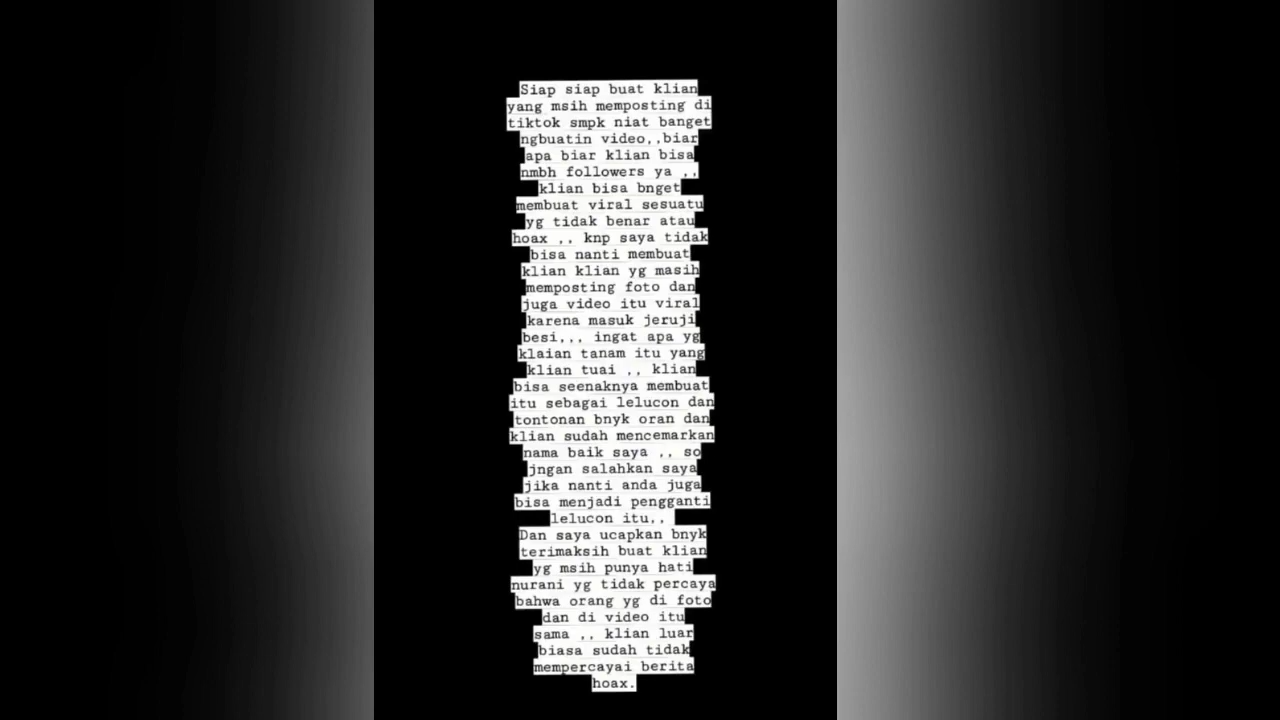 Siap siap buat klian
yang msih memposting di
tiktok smpk niat banget
ngbuatin video,,biar
apa biar klian bisa
nmbh followers ya ,,
klian bisa bnget
membuat viral sesuatu
yg tidak benar atau
hoax ,, knp saya tidak
bisa nanti membuat
klian klian yg masih
memposting foto dan
juga video itu viral
karena masuk jeruji
besi,,, ingat apa yg
klaian tanam itu yang
klian tuai ,, klian
bisa seenaknya membuat
itu sebagai lelucon dan
tontonan bnyk oran dan
klian sudah mencemarkan
nama baik saya ,, so
jngan salahkan saya
jika nanti anda juga
bisa menjadi pengganti
lelucon itu,,
Dan saya ucapkan bnyk
terimaksih buat klian
yg msih punya hati
nurani yg tidak percaya
bahwa orang yg di foto
dan di video itu
sama ,, klian luar
biasa sudah tidak
mempercayai berita
hoax.